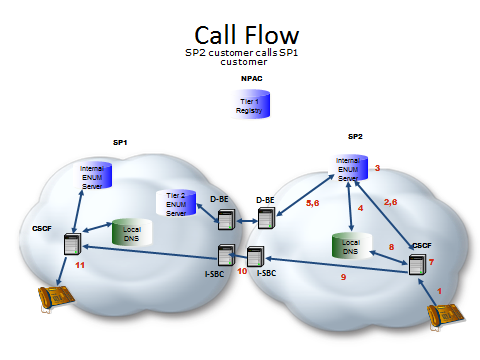 Call Flow
SP2 customer calls SP1
customer
NPAC
Tier 1
Registry
SP1
SP2
Internal
ENUM
Server
Internal
ENUM
Server
3
Tier 2
ENUM
Server
D-BE
D-BE
5,6
4
2,6
CSCF
Local
DNS
Local
DNS
8
CSCF
7
11
I-SBC
10
I-SBC
9
1